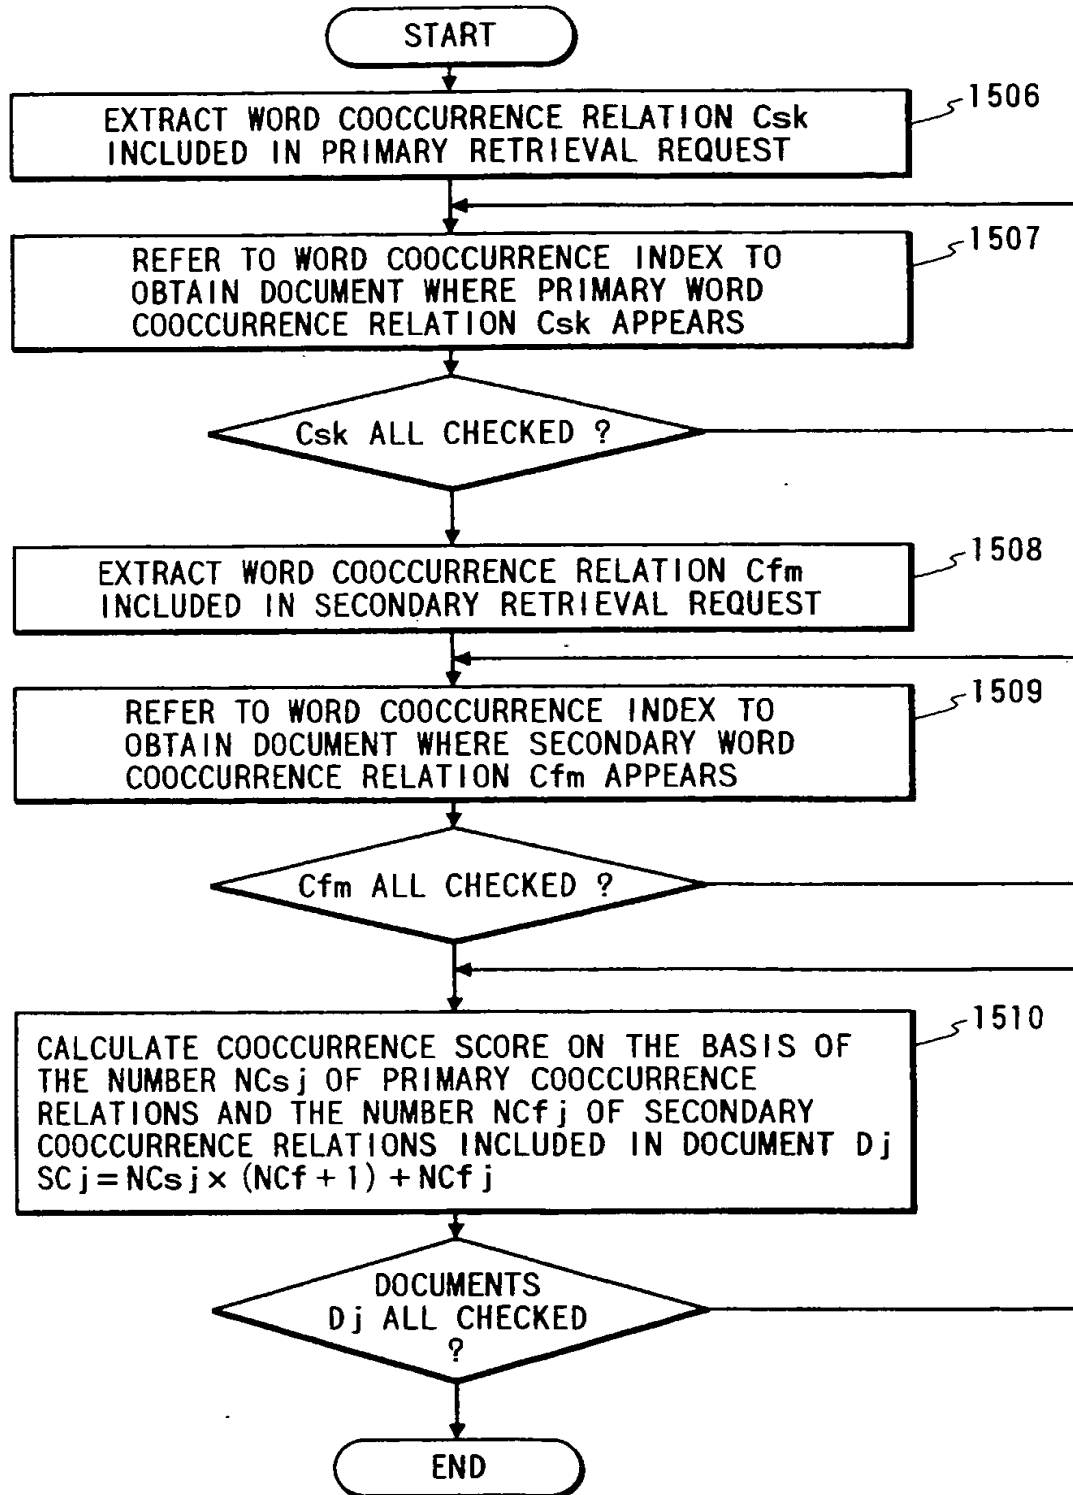 START
1506
EXTRACT WORD COOCCURRENCE RELATION Csk
INCLUDED IN PRIMARY RETRIEVAL REQUEST
1507
REFER TO WORD COOCCURRENCE INDEX TO
OBTAIN DOCUMENT WHERE PRIMARY WORD
COOCCURRENCE RELATION Csk APPEARS
Csk ALL CHECKED ?
1508
EXTRACT WORD COOCCURRENCE RELATION Cfm
INCLUDED IN SECONDARY RETRIEVAL REQUEST
1509
REFER TO WORD COOCCURRENCE INDEX TO
OBTAIN DOCUMENT WHERE SECONDARY WORD
COOCCURRENCE RELATION Cfm APPEARS
Cfm ALL CHECKED ?
1510
CALCULATE COOCCURRENCE SCORE ON THE BASIS OF
THE NUMBER NCsj OF PRIMARY COOCCURRENCE
RELATIONS AND THE NUMBER NCfj OF SECONDARY
COOCCURRENCE RELATIONS INCLUDED IN DOCUMENT Dj
SCj=NCsj×(NCf+1)+NCfj
DOCUMENTS
Dj ALL CHECKED
?
END